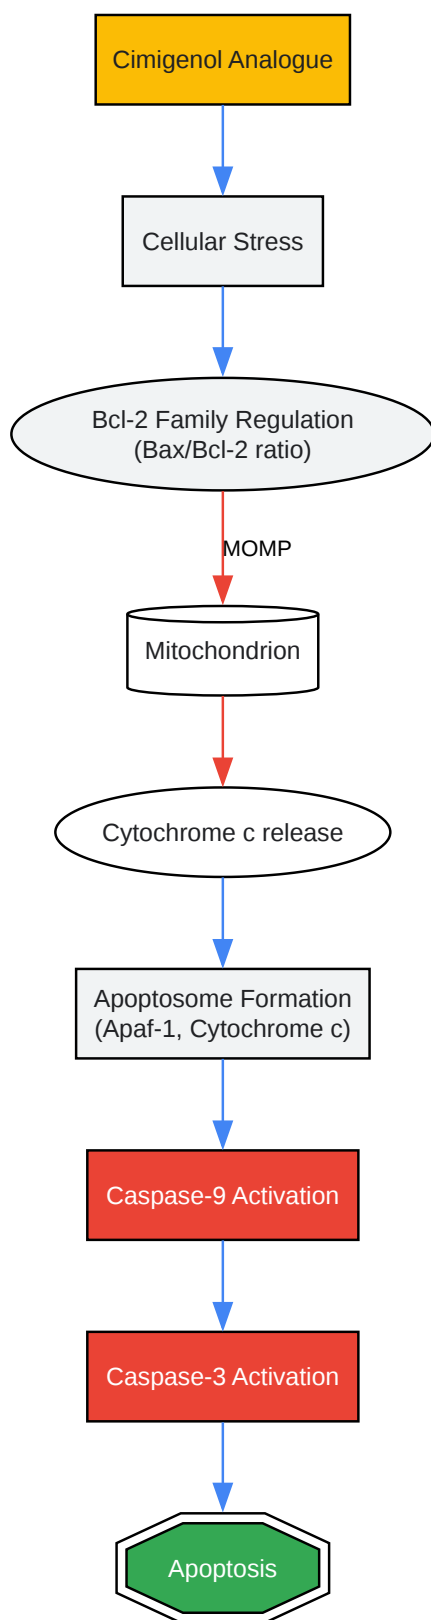 Cimigenol Analogue
Cellular Stress
Bcl-2 Family Regulation
(Bax/Bcl-2 ratio)
MOMP
Mitochondrion
Cytochrome c release
Apoptosome Formation
(Apaf-1, Cytochrome c)
Caspase-9 Activation
Caspase-3 Activation
Apoptosis